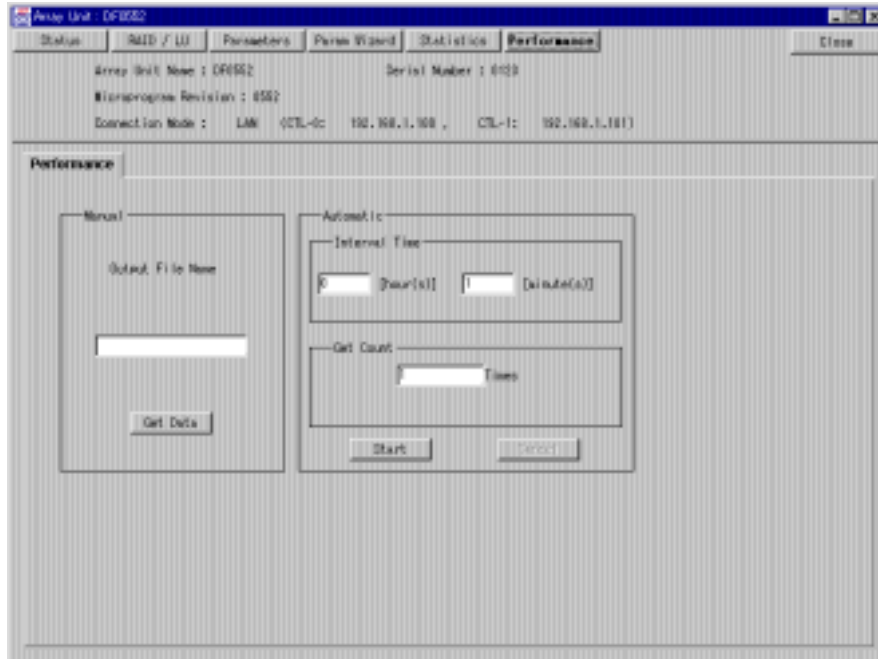 Array Unit : DF0552
Status RAID / LU Parameters Param Wizard Statistics Performance Close
Array Unit Name : DF0552 Serial Number : 0123
Microprogram Revision : 0552
Connection Mode : LAN (CTL-0: 192.168.1.100 , CTL-1: 192.168.1.101)
Performance
Manual
Output File Name
Get Data
Automatic
Interval Time
0 [hour(s)] 1 [minute(s)]
Get Count
1 Times
Start Cancel